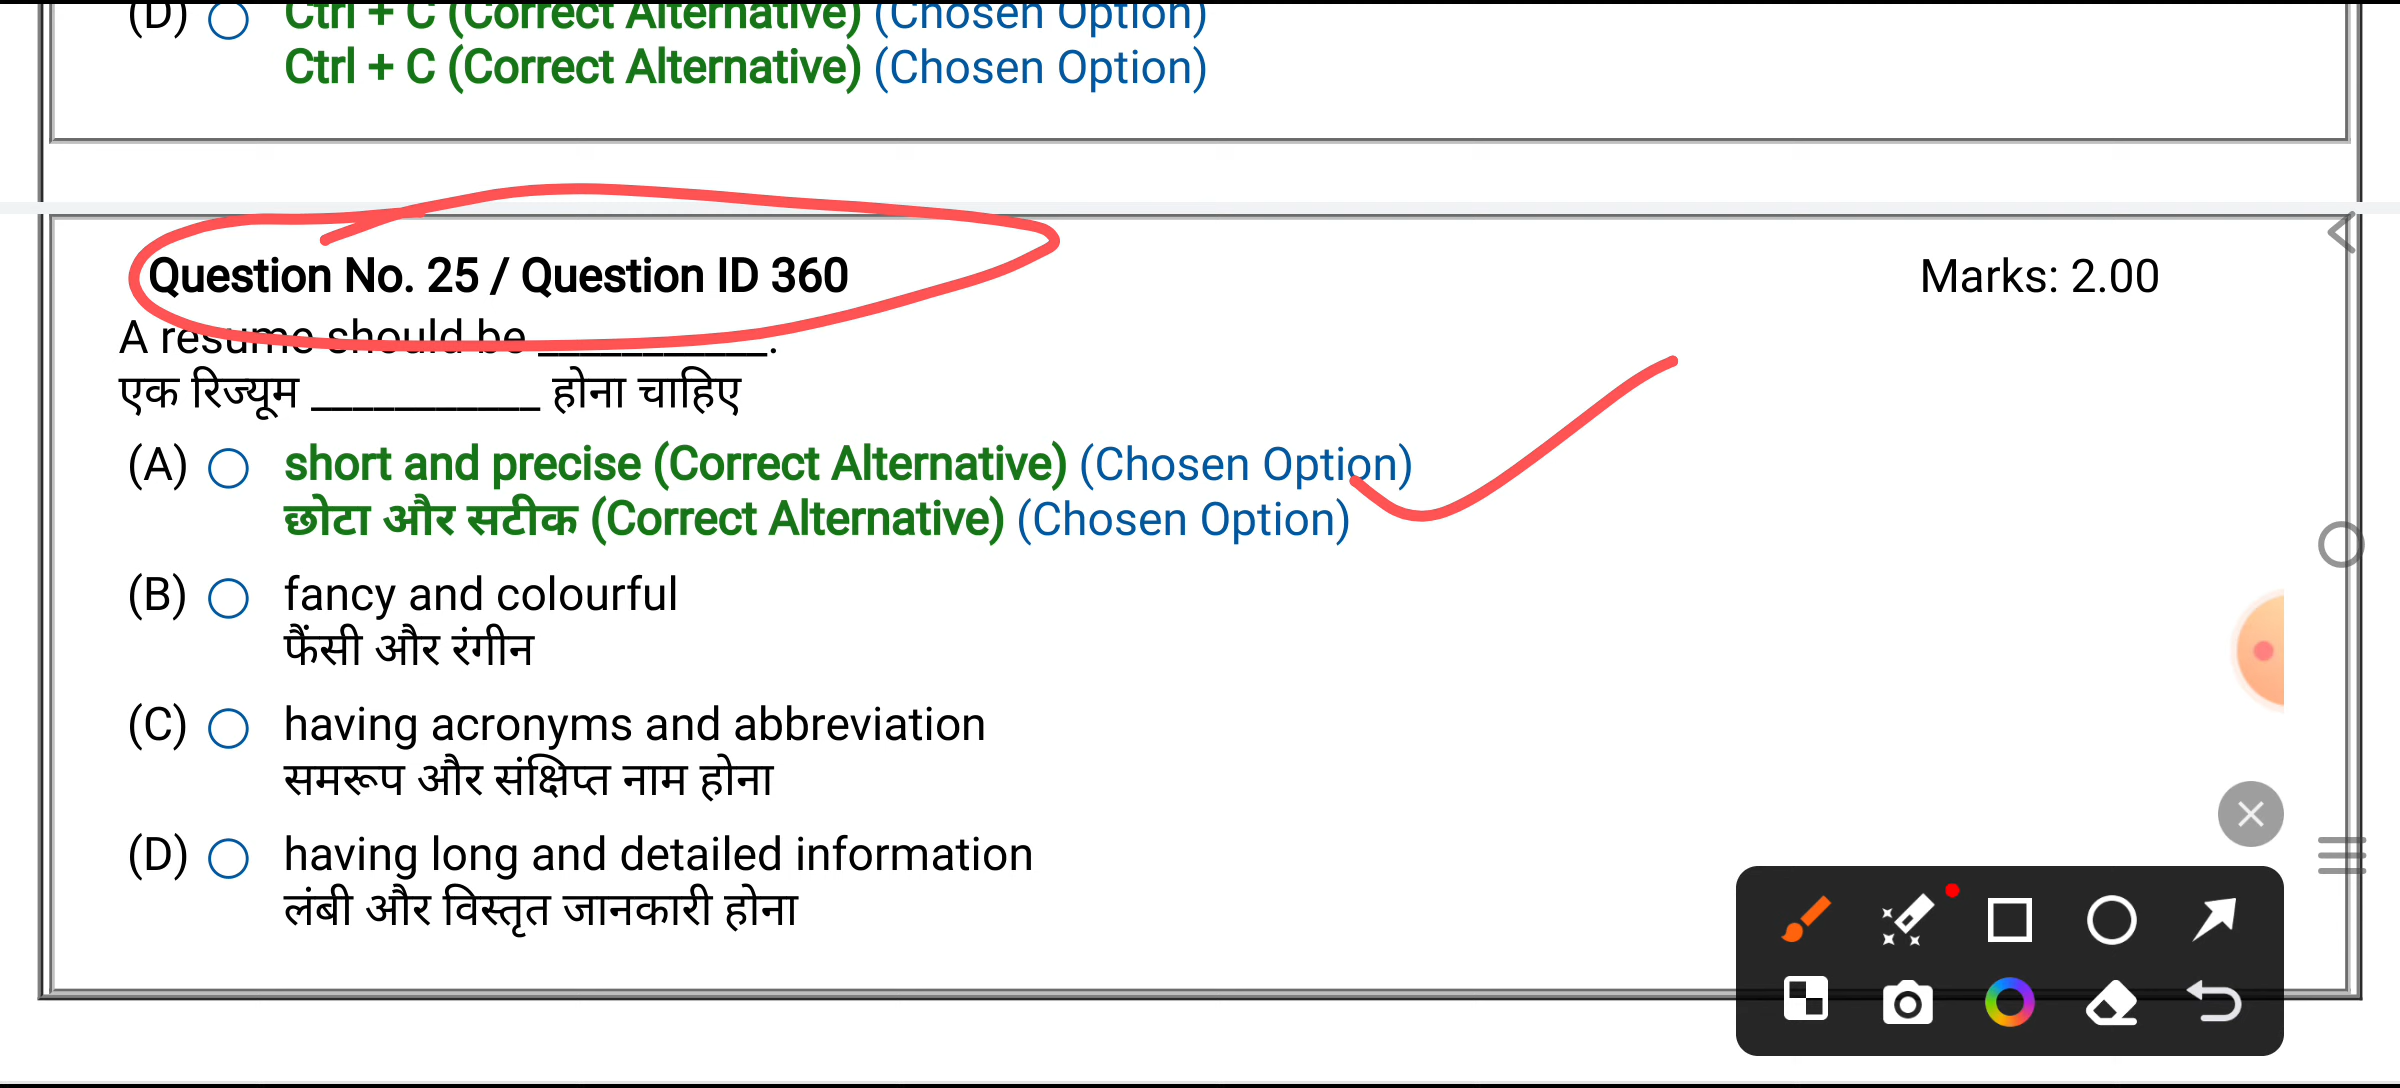 (D) Ctrl + C (Correct Alternative) (Chosen Option)
Ctrl + C (Correct Alternative) (Chosen Option)
Question No. 25 / Question ID 360
Marks: 2.00
A resume should be ___________.
एक रिज्यूम ___________ होना चाहिए
(A) short and precise (Correct Alternative) (Chosen Option)
छोटा और सटीक (Correct Alternative) (Chosen Option)
(B) fancy and colourful
फैंसी और रंगीन
(C) having acronyms and abbreviation
समरूप और संक्षिप्त नाम होना
(D) having long and detailed information
लंबी और विस्तृत जानकारी होना